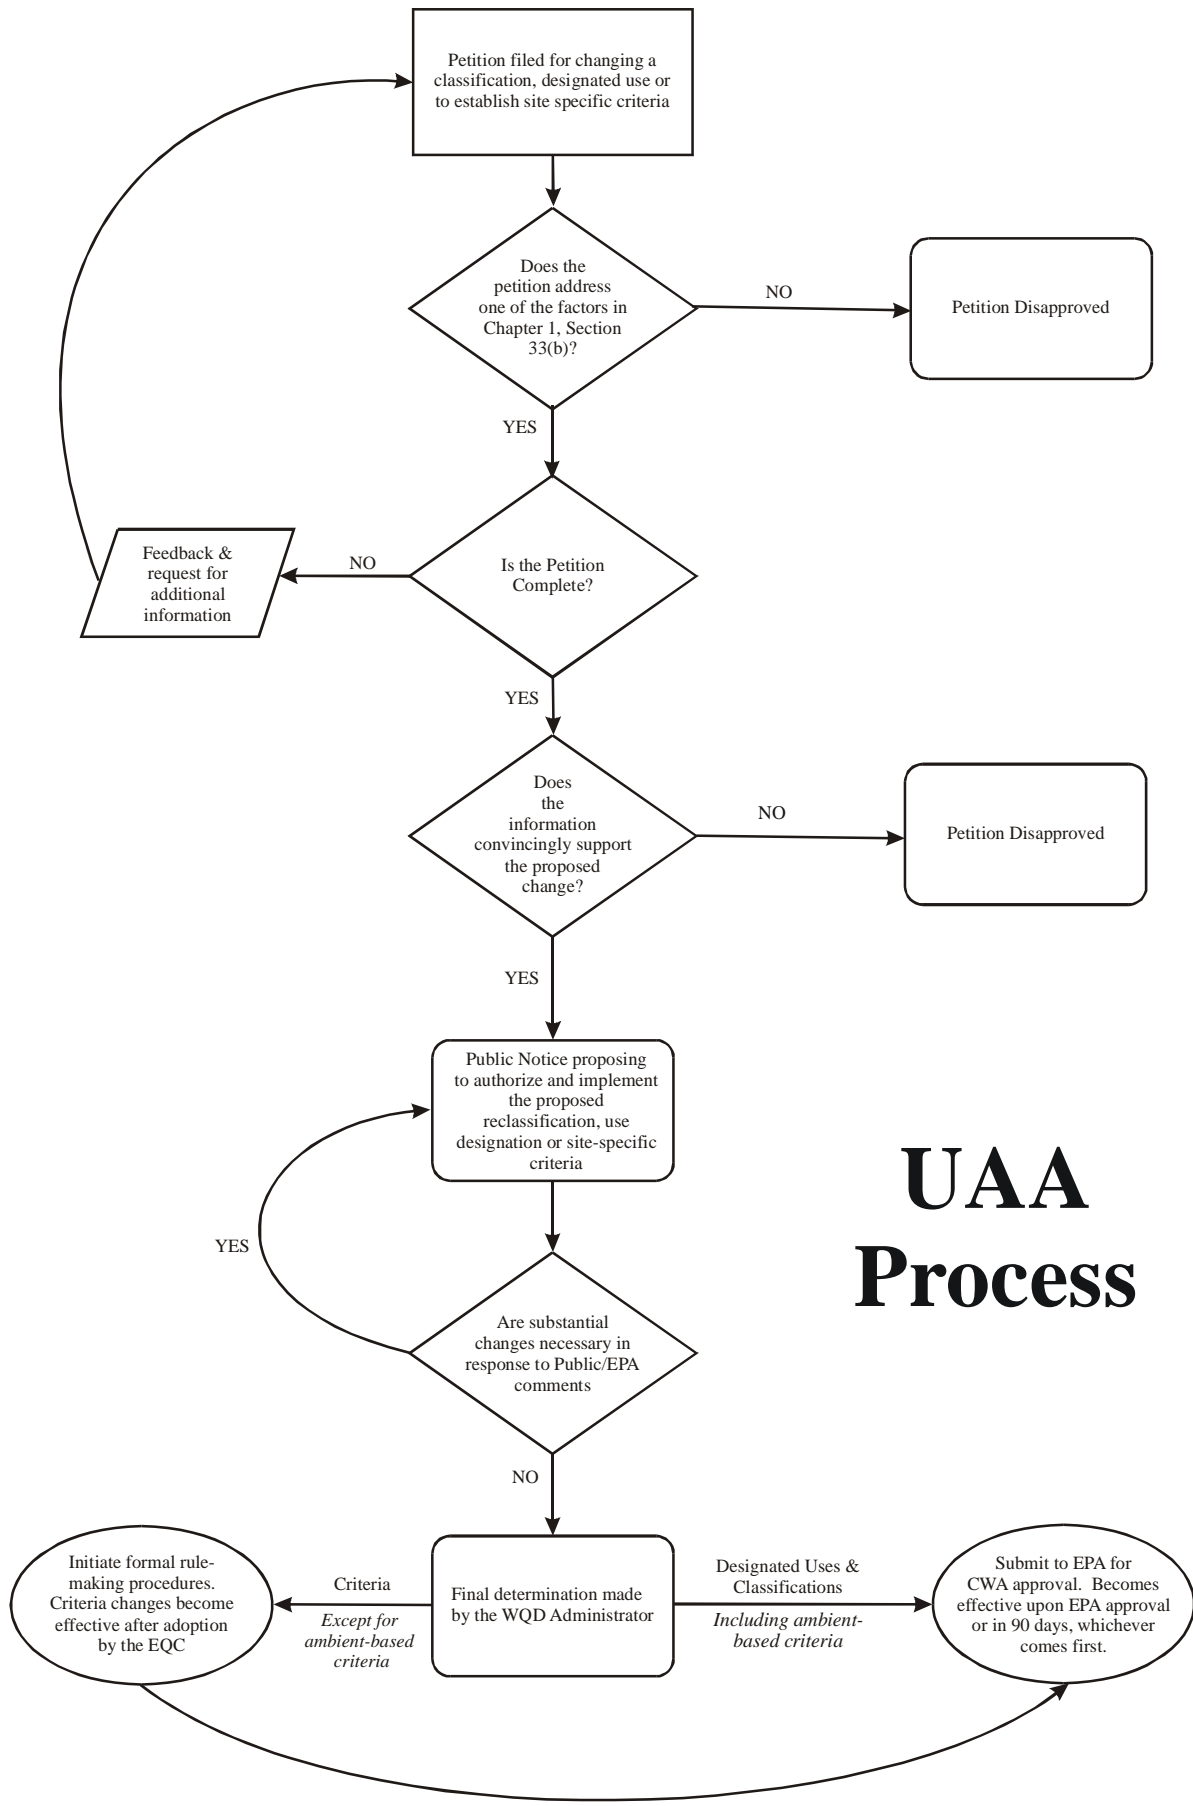 Petition filed for changing a
classification, designated use or
to establish site specific criteria
Does the
petition address
one of the factors in
Chapter 1, Section
33(b)?
NO
Petition Disapproved
YES
Is the Petition
Complete?
NO
Feedback &
request for
additional
information
YES
Does
the
information
convincingly support
the proposed
change?
NO
Petition Disapproved
YES
Public Notice proposing
to authorize and implement
the proposed
reclassification, use
designation or site-specific
criteria
UAA
Process
YES
Are substantial
changes necessary in
response to Public/EPA
comments
NO
Final determination made
by the WQD Administrator
Criteria
Except for
ambient-based
criteria
Initiate formal rule-
making procedures.
Criteria changes become
effective after adoption
by the EQC
Designated Uses &
Classifications
Including ambient-
based criteria
Submit to EPA for
CWA approval.  Becomes
effective upon EPA approval
or in 90 days, whichever
comes first.